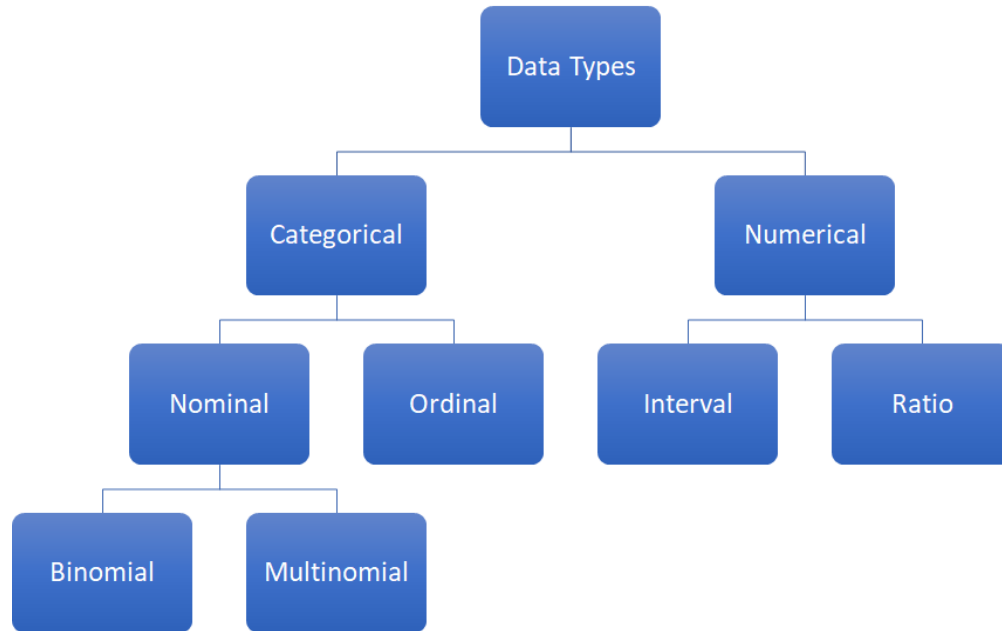 Data Types
Categorical
Numerical
Nominal
Ordinal
Interval
Ratio
Binomial
Multinomial